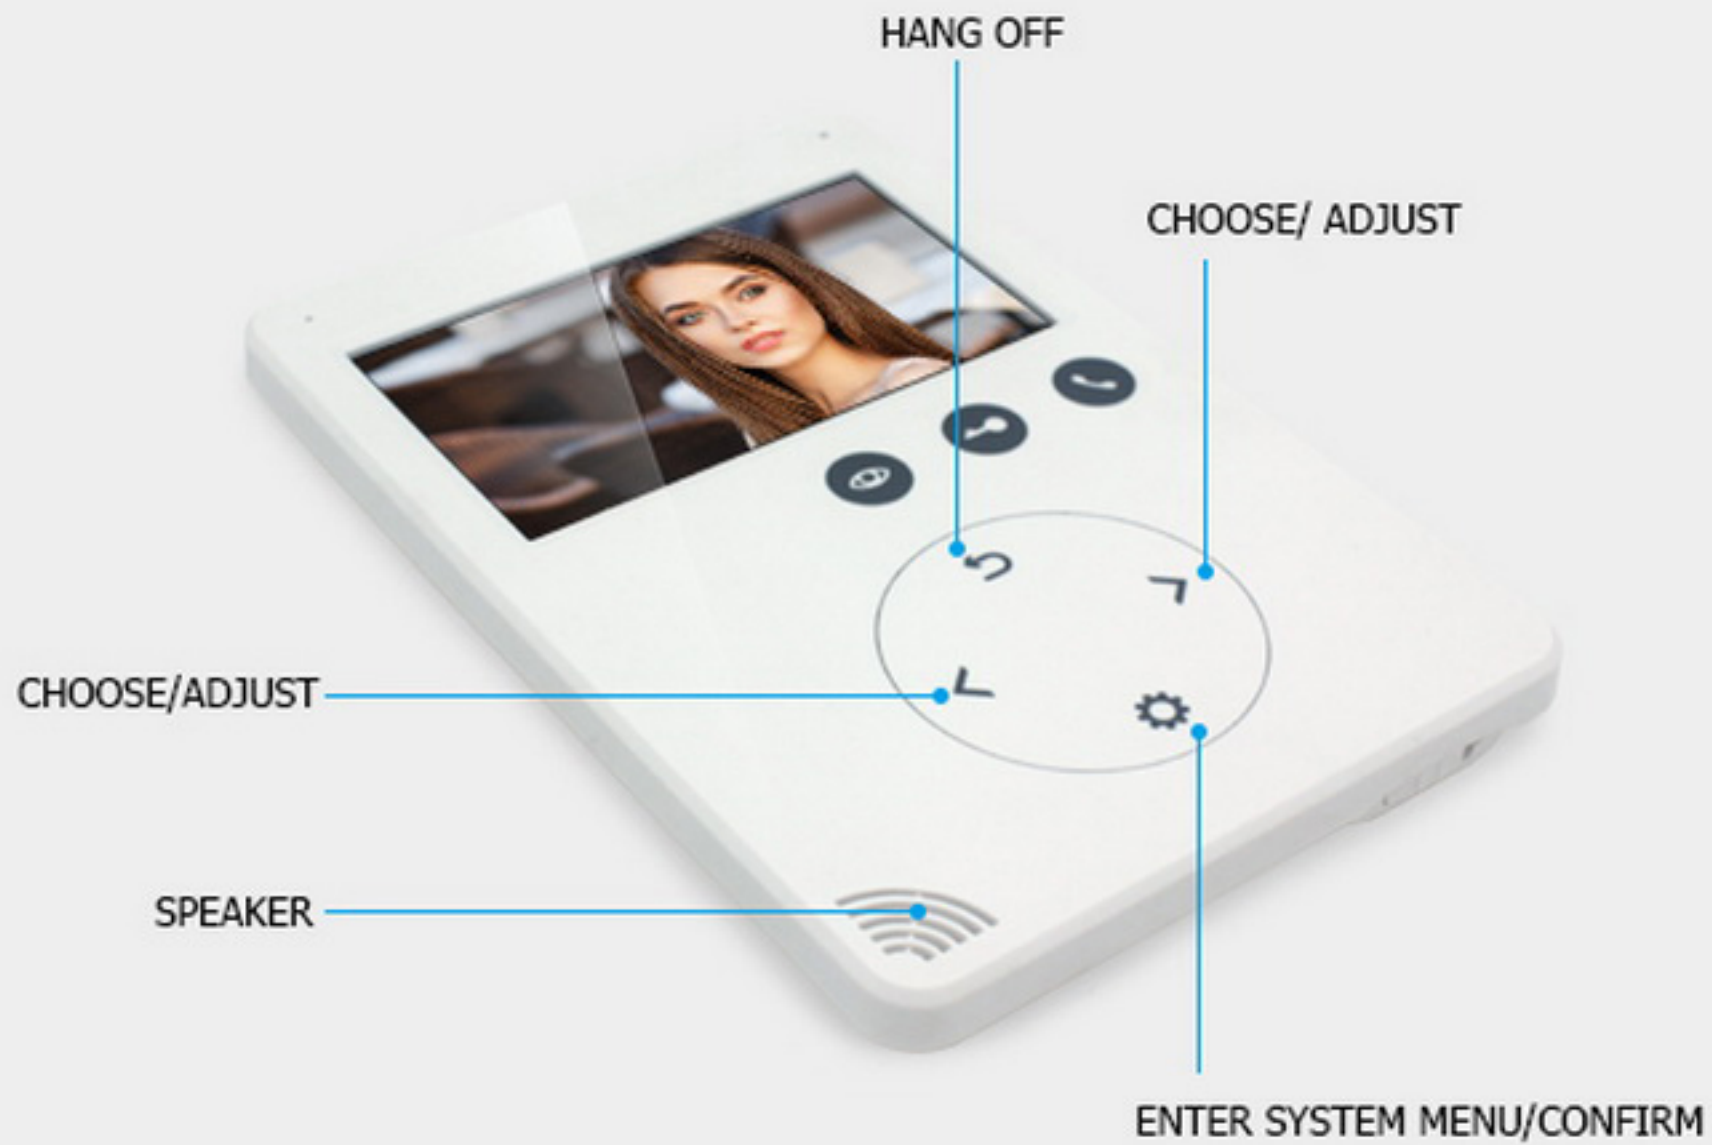 HANG OFF
CHOOSE/ ADJUST
CHOOSE/ADJUST
SPEAKER
ENTER SYSTEM MENU/CONFIRM